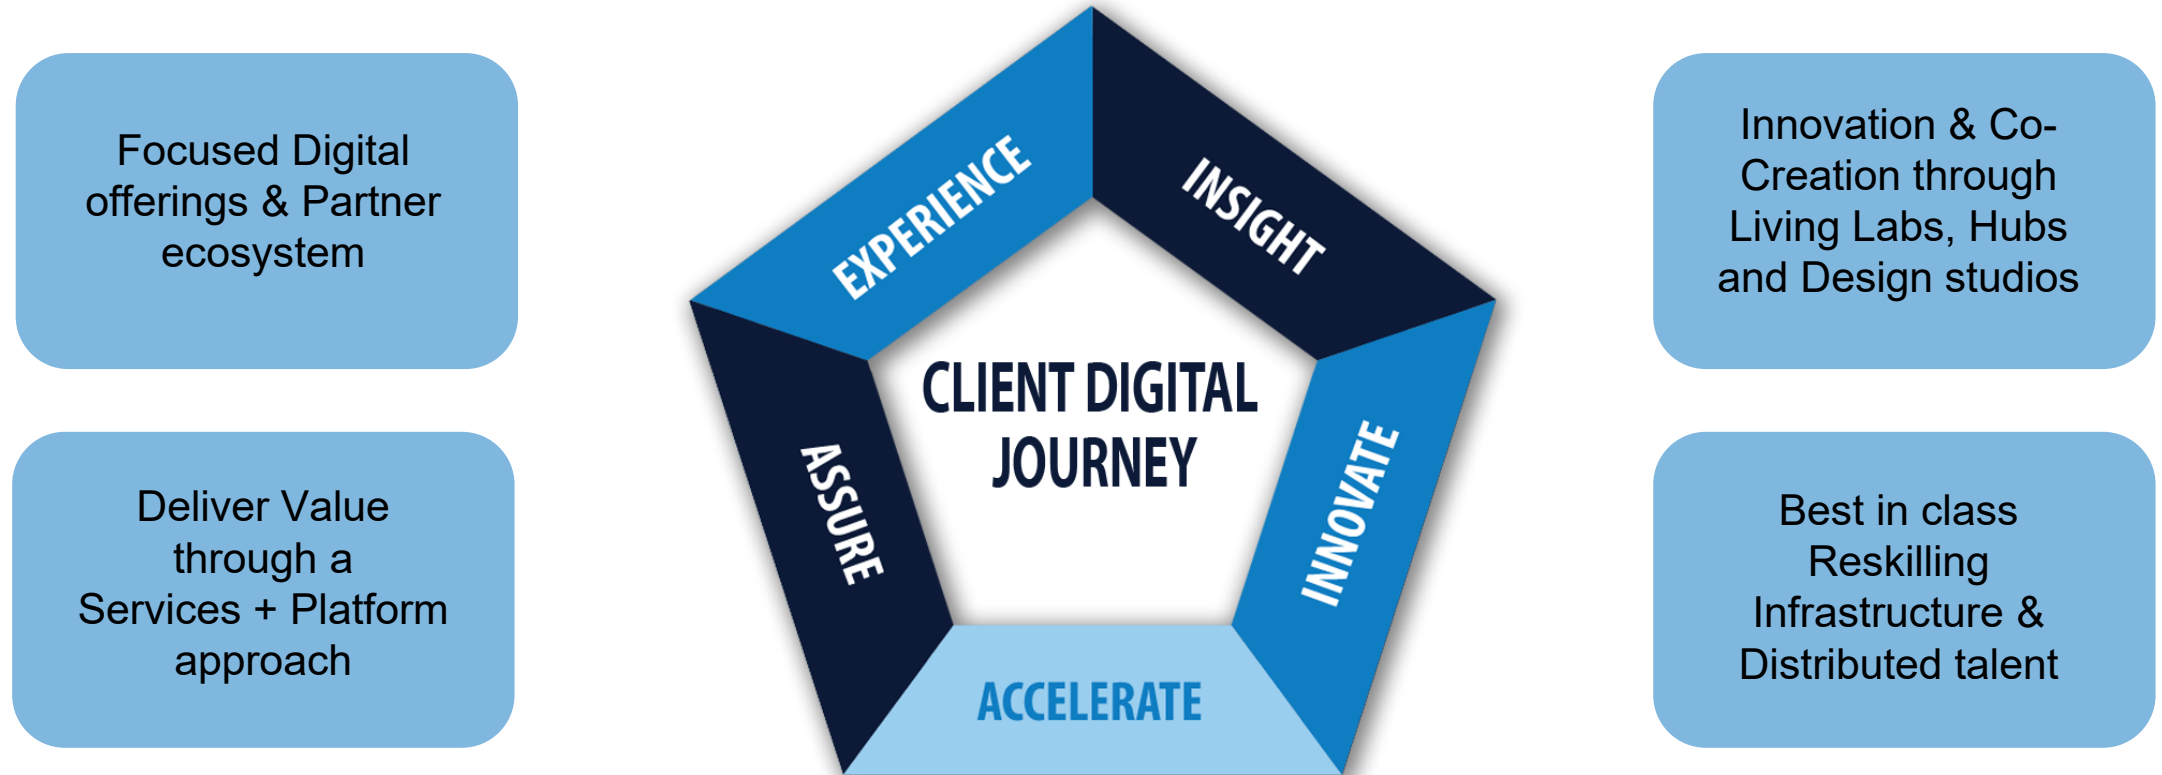 Focused Digital
offerings & Partner
ecosystem
Deliver Value
through a
Services + Platform
approach
EXPERIENCE
INSIGHT
INNOVATE
ACCELERATE
ASSURE
CLIENT DIGITAL
JOURNEY
Innovation & Co-
Creation through
Living Labs, Hubs
and Design studios
Best in class
Reskilling
Infrastructure &
Distributed talent